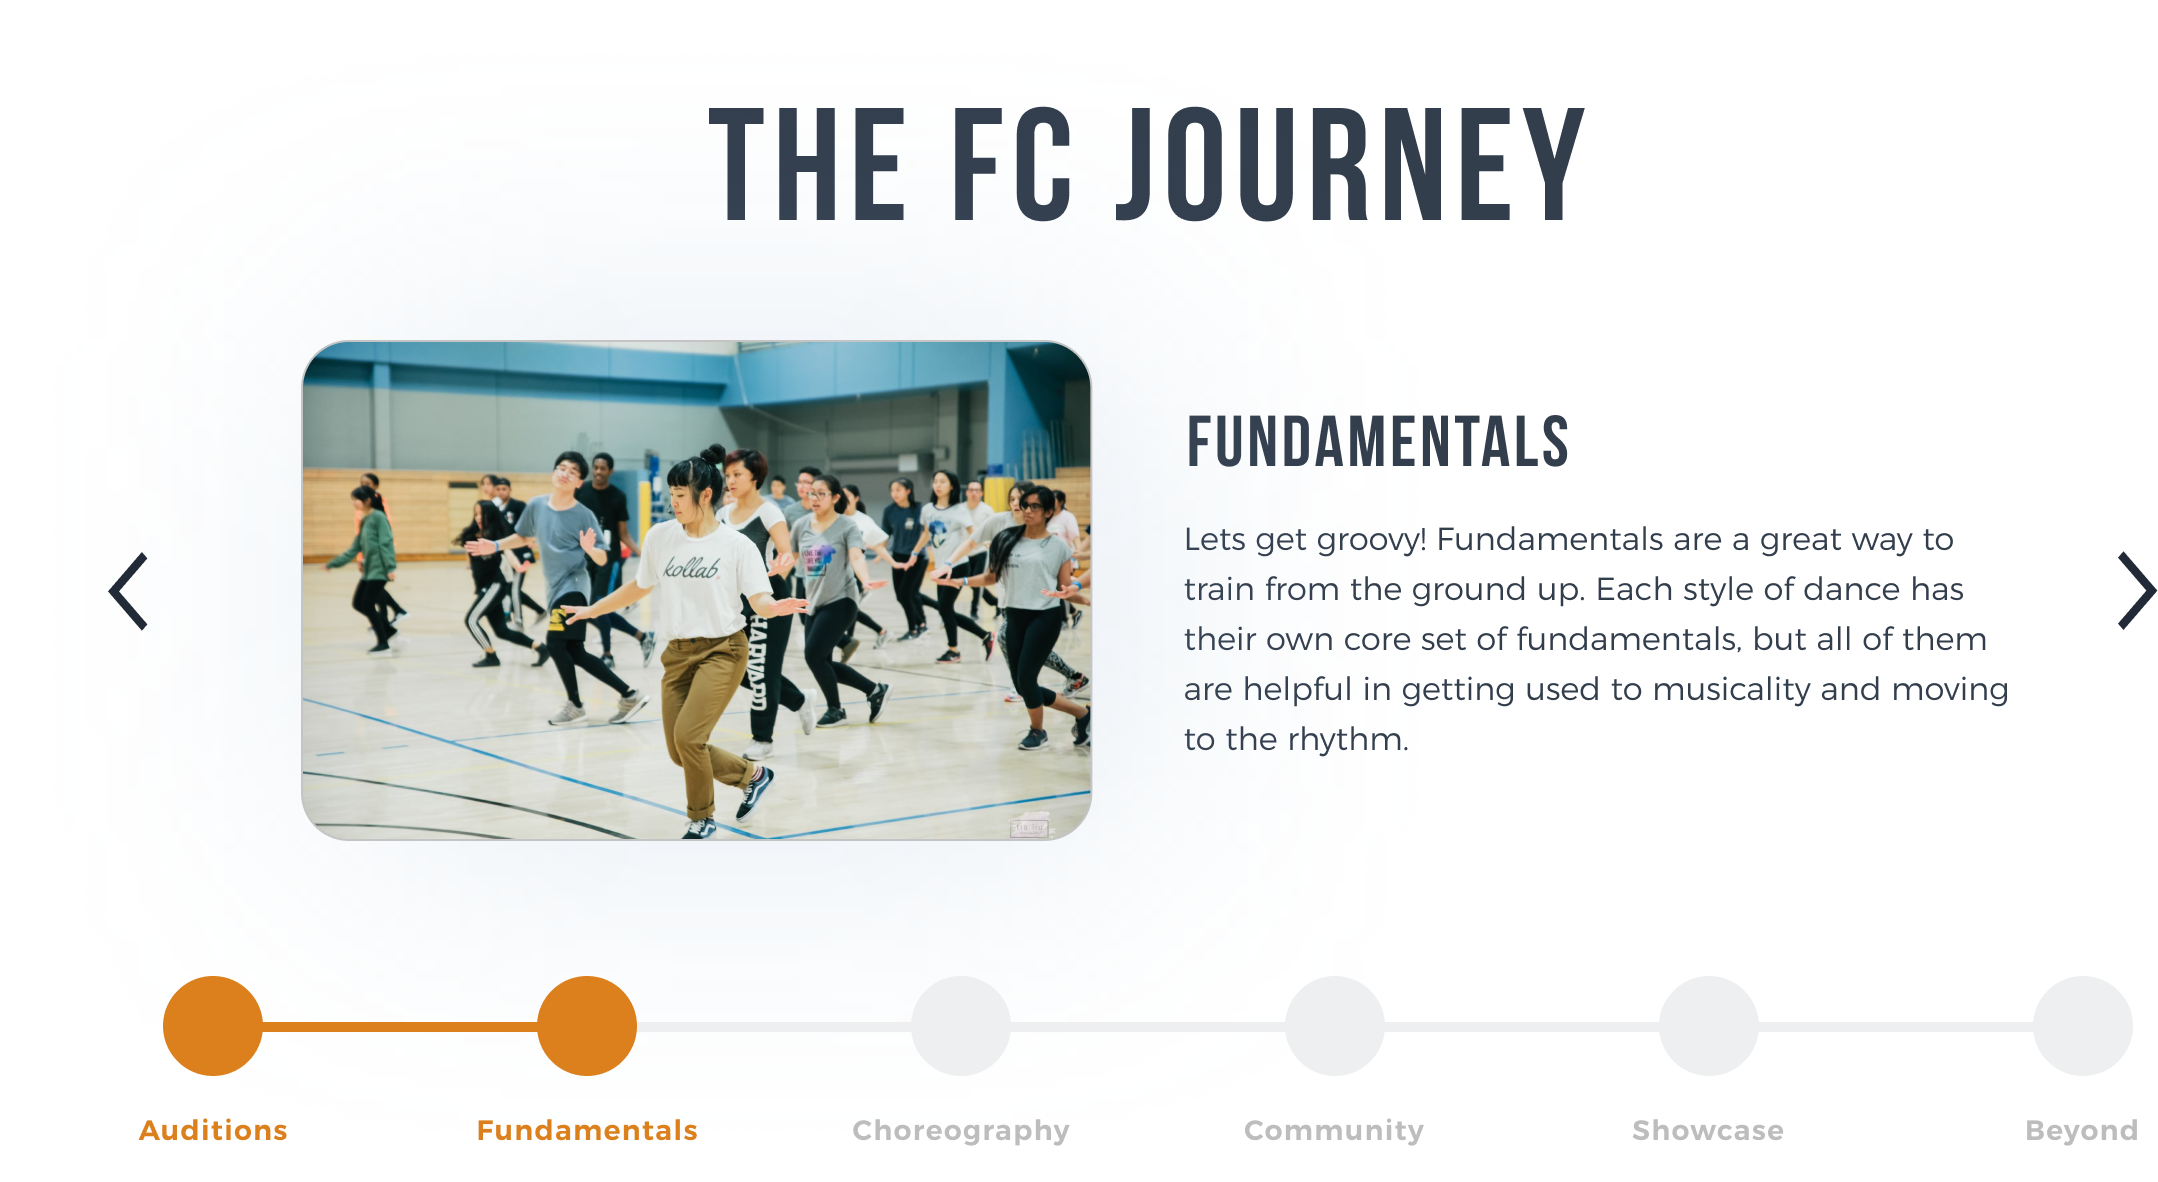 THE FC JOURNEY
FUNDAMENTALS
Lets get groovy! Fundamentals are a great way to
train from the ground up. Each style of dance has
their own core set of fundamentals, but all of them
are helpful in getting used to musicality and moving
to the rhythm.
kollab.
HARVARD
Auditions
Fundamentals
Choreography
Community
Showcase
Beyond